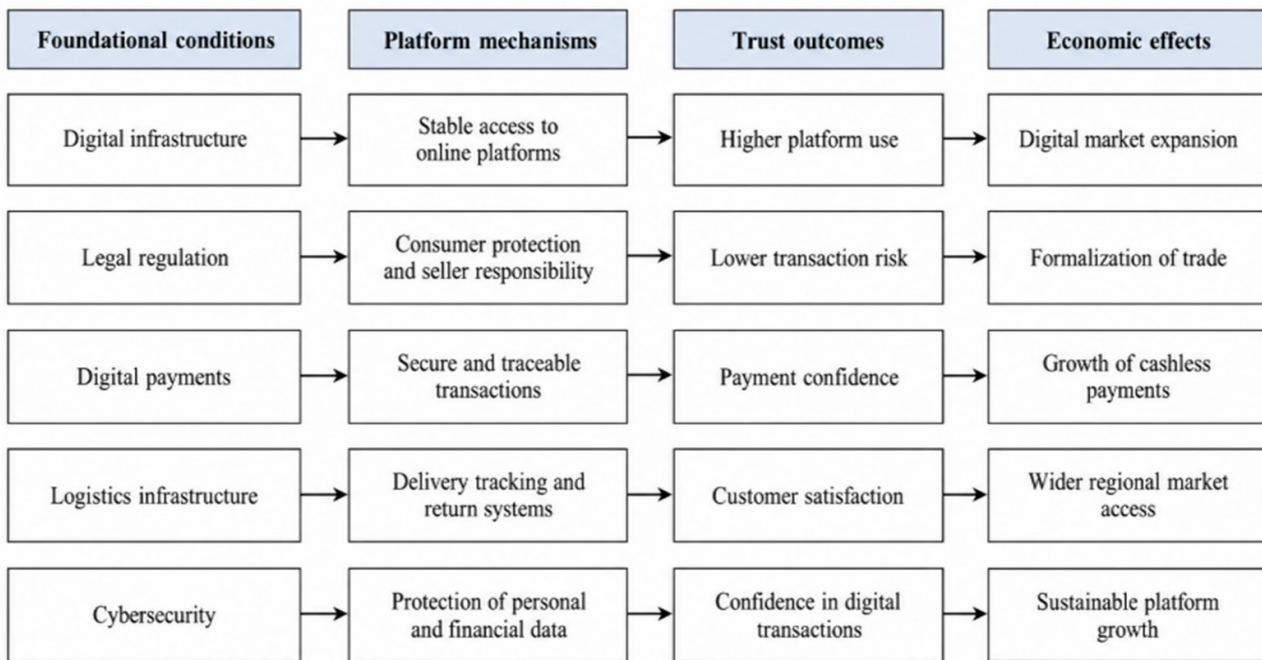 Foundational conditions
Platform mechanisms
Trust outcomes
Economic effects
Digital infrastructure
Stable access to
online platforms
Higher platform use
Digital market expansion
Legal regulation
Consumer protection
and seller responsibility
Lower transaction risk
Formalization of trade
Digital payments
Secure and traceable
transactions
Payment confidence
Growth of cashless
payments
Logistics infrastructure
Delivery tracking and
return systems
Customer satisfaction
Wider regional market
access
Cybersecurity
Protection of personal
and financial data
Confidence in digital
transactions
Sustainable platform
growth